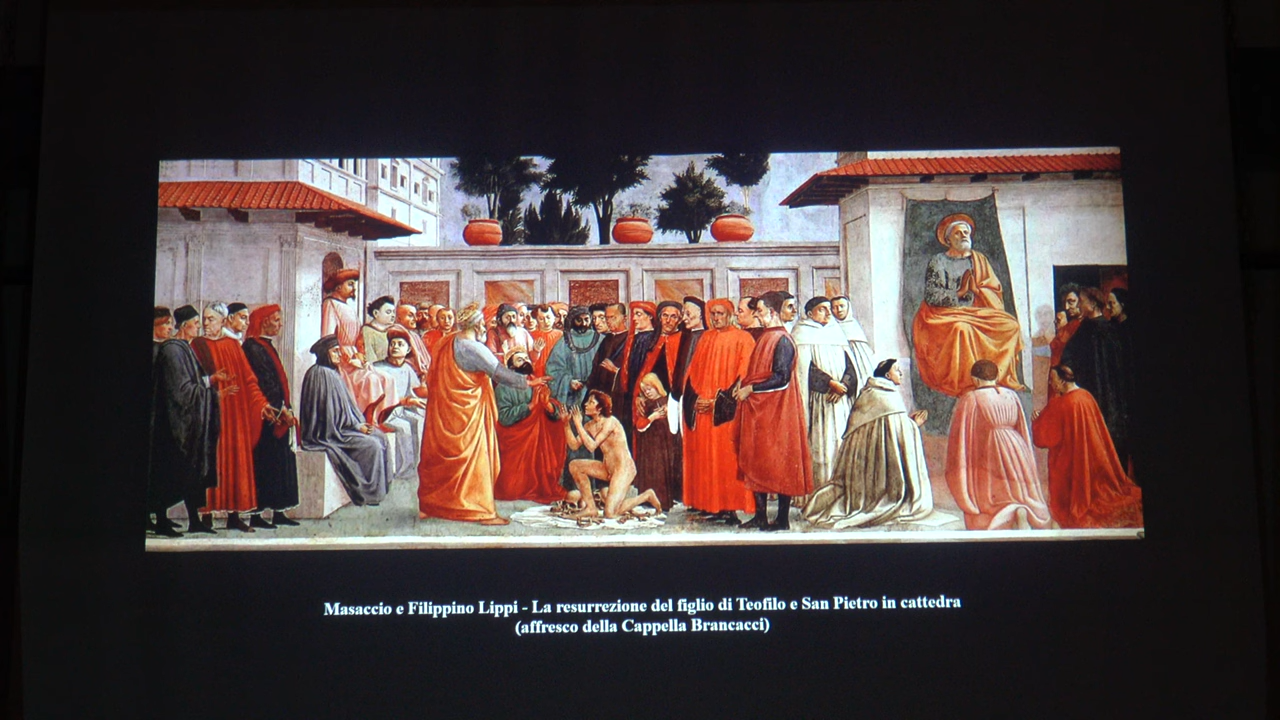 Masaccio e Filippino Lippi - La resurrezione del figlio di Teofilo e San Pietro in cattedra
(affresco della Cappella Brancacci)